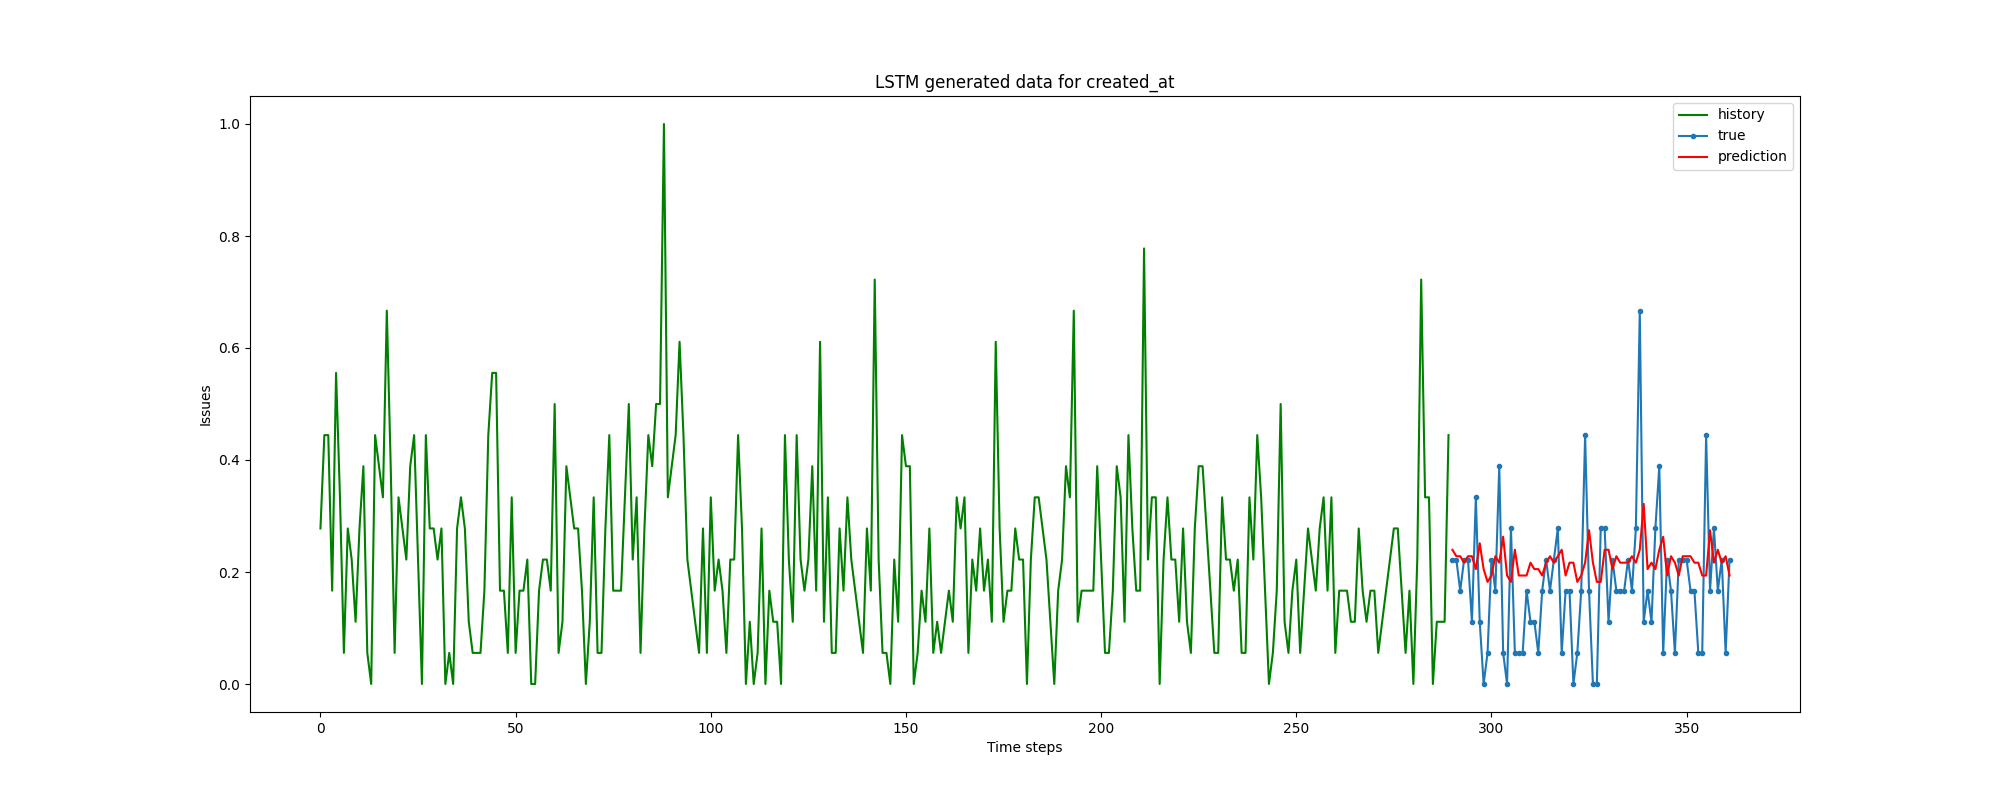 LSTM generated data for created_at
history
true
prediction
1.0
0.8
0.6
0.4
0.2
0.0
Issues
0 50 100 150 200 250 300 350
Time steps